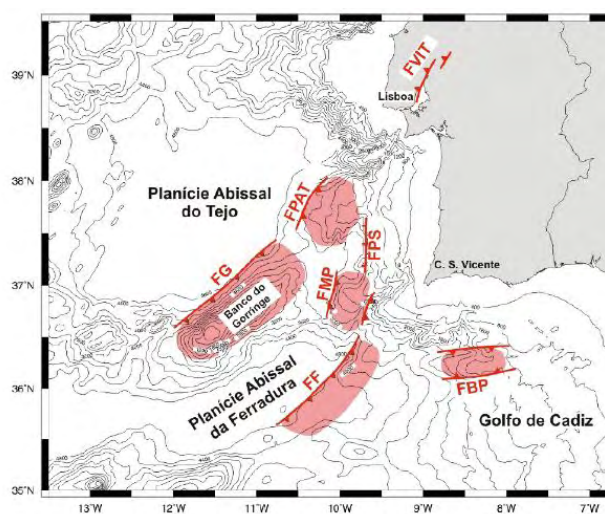 39°N
38°N
37°N
36°N
35°N
13°W
12°W
11°W
10°W
9°W
8°W
7°W
FVIT
Lisboa
Planície Abissal
do Tejo
FPAT
FPS
FG
FMP
C. S. Vicente
Banco do
Gorringe
FF
Planície Abissal
da Ferradura
FBP
Golfo de Cadiz